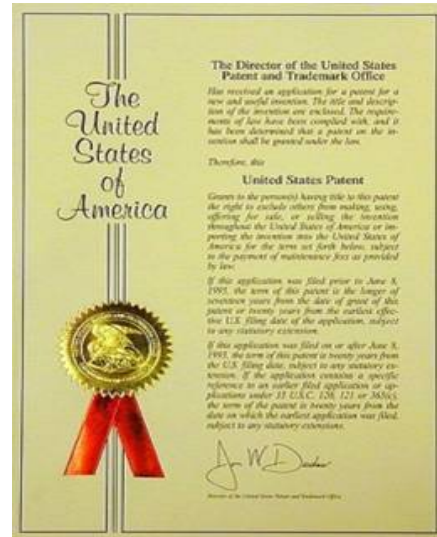 The
United
States
of
America
The Director of the United States
Patent and Trademark Office
Has received an application for a patent for a
new and useful invention. The title and descrip-
tion of the invention are enclosed. The require-
ments of law have been complied with, and it
has been determined that a patent on the in-
vention shall be granted under the law.
Therefore, this
United States Patent
Grants to the person(s) having title to this patent
the right to exclude others from making, using,
offering for sale, or selling the invention
throughout the United States of America or im-
porting the invention into the United States of
America for the term set forth below, subject
to the payment of maintenance fees as provided
by law.
If this application was filed prior to June 8,
1995, the term of this patent is the longer of
seventeen years from the date of grant of this
patent or twenty years from the earliest effec-
tive U.S. filing date of the application, subject
to any statutory extension.
If this application was filed on or after June 8,
1995, the term of this patent is twenty years from
the U.S. filing date, subject to any statutory ex-
tension. If the application contains a specific
reference to an earlier filed application or ap-
plications under 35 U.S.C. 120, 121 or 365(c),
the term of the patent is twenty years from the
date on which the earliest application was filed,
subject to any statutory extensions.
Director of the United States Patent and Trademark Office